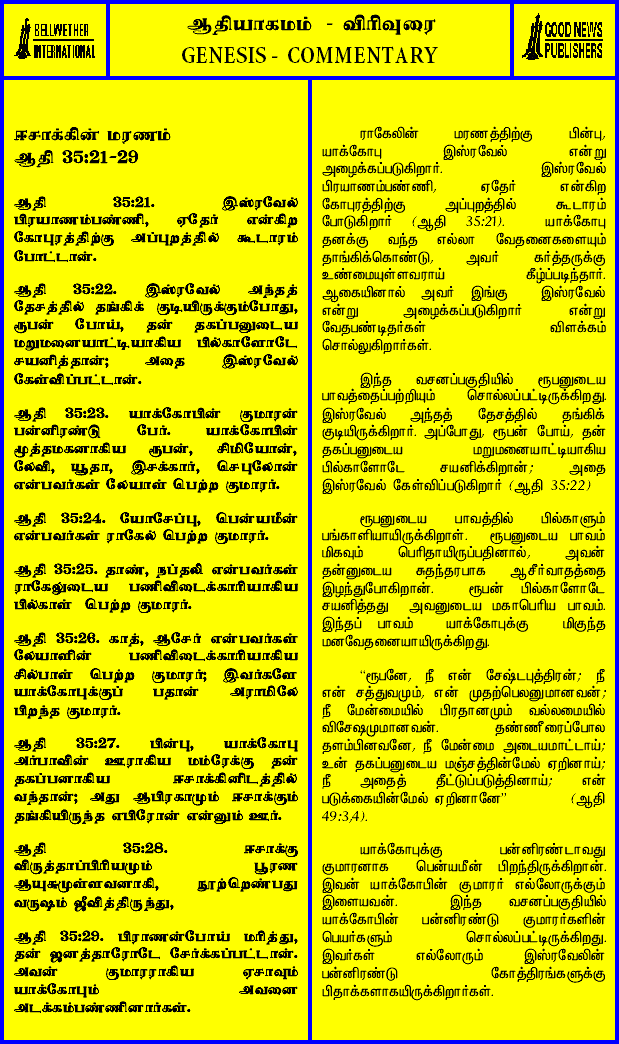 BELLWETHER
INTERNATIONAL
ஆதியாகமம் - விரிவுரை
GENESIS - COMMENTARY
GOOD NEWS
PUBLISHERS
ஈசாக்கின் மரணம்
ஆதி 35:21-29
ஆதி 35:21. இஸ்ரவேல்
பிரயாணம்பண்ணி, ஏதேர் என்கிற
கோபுரத்திற்கு அப்புறத்தில் கூடாரம்
போட்டான்.
ஆதி 35:22. இஸ்ரவேல் அந்தத்
தேசத்தில் தங்கிக் குடியிருக்கும்போது,
ரூபன் போய், தன் தகப்பனுடைய
மறுமனையாட்டியாகிய பில்காளோடே
சயனித்தான்; அதை இஸ்ரவேல்
கேள்விப்பட்டான்.
ஆதி 35:23. யாக்கோபின் குமாரன்
பன்னிரண்டு பேர். யாக்கோபின்
மூத்தமகனாகிய ரூபன், சிமியோன்,
லேவி, யூதா, இசக்கார், செபுலோன்
என்பவர்கள் லேயாள் பெற்ற குமாரர்.
ஆதி 35:24. யோசேப்பு, பென்யமீன்
என்பவர்கள் ராகேல் பெற்ற குமாரர்.
ஆதி 35:25. தாண், நப்தலி என்பவர்கள்
ராகேலுடைய பணிவிடைக்காரியாகிய
பில்காள் பெற்ற குமாரர்.
ஆதி 35:26. காத், ஆசேர் என்பவர்கள்
லேயாளின் பணிவிடைக்காரியாகிய
சில்பாள் பெற்ற குமாரர்; இவர்களே
யாக்கோபுக்குப் பதான் அராமிலே
பிறந்த குமாரர்.
ஆதி 35:27. பின்பு, யாக்கோபு
அர்பாவின் ஊராகிய மம்ரேக்கு தன்
தகப்பனாகிய ஈசாக்கினிடத்தில்
வந்தான்; அது ஆபிரகாமும் ஈசாக்கும்
தங்கியிருந்த எபிரோன் என்னும் ஊர்.
ஆதி 35:28. ஈசாக்கு
விருத்தாப்பிரியமும் பூரண
ஆயுசுமுள்ளவனாகி, நூற்றெண்பது
வருஷம் ஜீவித்திருந்து,
ஆதி 35:29. பிராணன்போய் மரித்து,
தன் ஜனத்தாரோடே சேர்க்கப்பட்டான்.
அவன் குமாரராகிய ஏசாவும்
யாக்கோபும் அவனை
அடக்கம்பண்ணினார்கள்.
ராகேலின் மரணத்திற்கு பின்பு,
யாக்கோபு இஸ்ரவேல் என்று
அழைக்கப்படுகிறார். இஸ்ரவேல்
பிரயாணம்பண்ணி, ஏதேர் என்கிற
கோபுரத்திற்கு அப்புறத்தில் கூடாரம்
போடுகிறார் (ஆதி 35:21). யாக்கோபு
தனக்கு வந்த எல்லா வேதனைகளையும்
தாங்கிக்கொண்டு, அவர் கர்த்தருக்கு
உண்மையுள்ளவராய் கீழ்ப்படிந்தார்.
ஆகையினால் அவர் இங்கு இஸ்ரவேல்
என்று அழைக்கப்படுகிறார் என்று
வேதபண்டிதர்கள் விளக்கம்
சொல்லுகிறார்கள்.
இந்த வசனப்பகுதியில் ரூபனுடைய
பாவத்தைப்பற்றியும் சொல்லப்பட்டிருக்கிறது.
இஸ்ரவேல் அந்தத் தேசத்தில் தங்கிக்
குடியிருக்கிறார். அப்போது, ரூபன் போய், தன்
தகப்பனுடைய மறுமனையாட்டியாகிய
பில்காளோடே சயனிக்கிறான்; அதை
இஸ்ரவேல் கேள்விப்படுகிறார் (ஆதி 35:22)
ரூபனுடைய பாவத்தில் பில்காளும்
பங்காளியாயிருக்கிறாள். ரூபனுடைய பாவம்
மிகவும் பெரிதாயிருப்பதினால், அவன்
தன்னுடைய சுதந்தரபாக ஆசீர்வாதத்தை
இழந்துபோகிறான். ரூபன் பில்காளோடே
சயனித்தது அவனுடைய மகாபெரிய பாவம்.
இந்தப் பாவம் யாக்கோபுக்கு மிகுந்த
மனவேதனையாயிருக்கிறது.
“ரூபனே, நீ என் சேஷ்டபுத்திரன்; நீ
என் சத்துவமும், என் முதற்பெலனுமானவன்;
நீ மேன்மையில் பிரதானமும் வல்லமையில்
விசேஷமுமானவன். தண்ணீரைப்போல
தளம்பினவனே, நீ மேன்மை அடையமாட்டாய்;
உன் தகப்பனுடைய மஞ்சத்தின்மேல் ஏறினாய்;
நீ அதைத் தீட்டுப்படுத்தினாய்; என்
படுக்கையின்மேல் ஏறினானே” (ஆதி
49:3,4).
யாக்கோபுக்கு பன்னிரண்டாவது
குமாரனாக பென்யமீன் பிறந்திருக்கிறான்.
இவன் யாக்கோபின் குமாரர் எல்லோருக்கும்
இளையவன். இந்த வசனப்பகுதியில்
யாக்கோபின் பன்னிரண்டு குமாரர்களின்
பெயர்களும் சொல்லப்பட்டிருக்கிறது.
இவர்கள் எல்லோரும் இஸ்ரவேலின்
பன்னிரண்டு கோத்திரங்களுக்கு
பிதாக்களாகயிருக்கிறார்கள்.